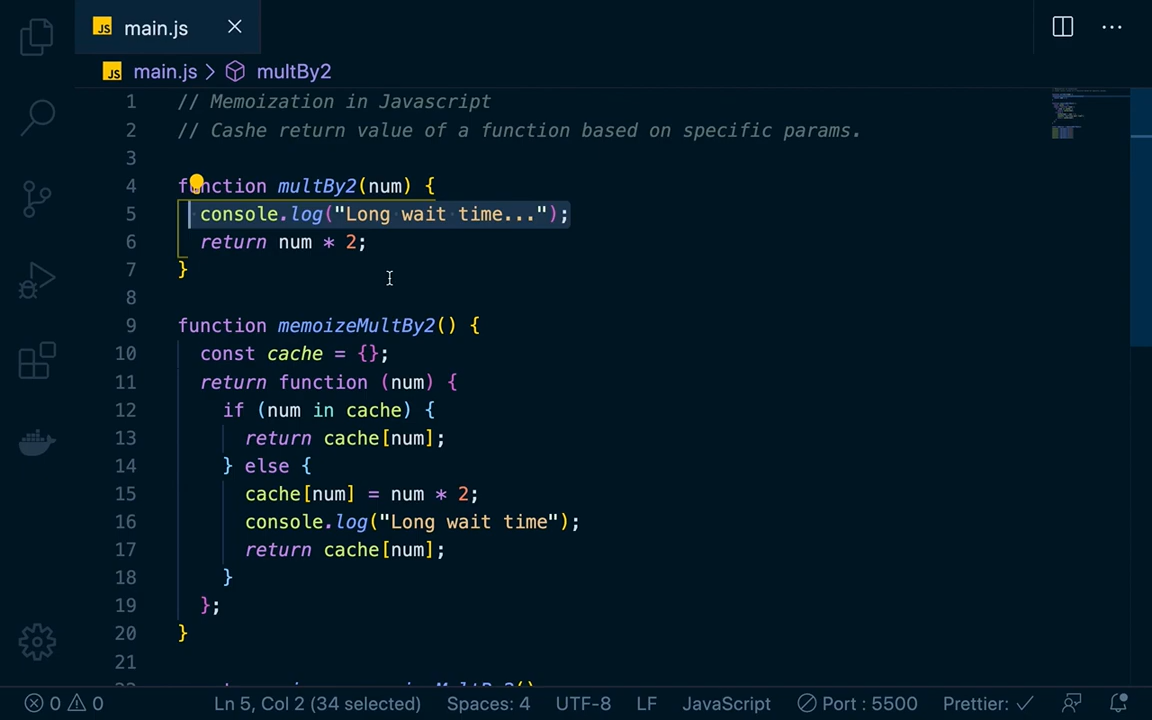 JS main.js
JS main.js > multBy2
1 // Memoization in Javascript
2 // Cashe return value of a function based on specific params.
3
4 function multBy2(num) {
5 console.log("Long wait time...");
6 return num * 2;
7 }
8
9 function memoizeMultBy2() {
10 const cache = {};
11 return function (num) {
12 if (num in cache) {
13 return cache[num];
14 } else {
15 cache[num] = num * 2;
16 console.log("Long wait time");
17 return cache[num];
18 }
19 };
20 }
21
0 0 Ln 5, Col 2 (34 selected) Spaces: 4 UTF-8 LF JavaScript Port : 5500 Prettier: